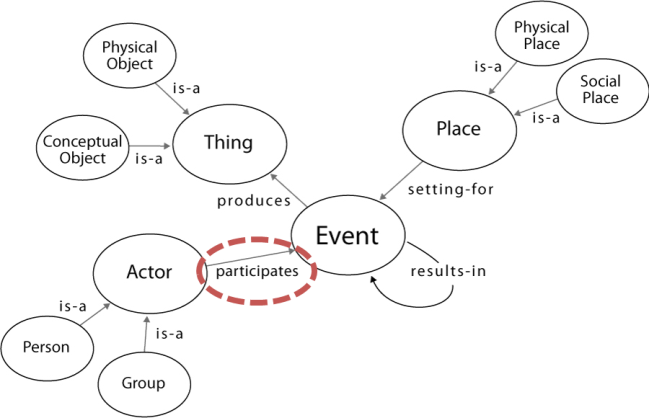 Physical
Object
is-a
Conceptual
Object
is-a
Thing
Physical
Place
is-a
Social
Place
is-a
Place
produces
setting-for
Event
results-in
Actor
participates
is-a
Person
is-a
Group